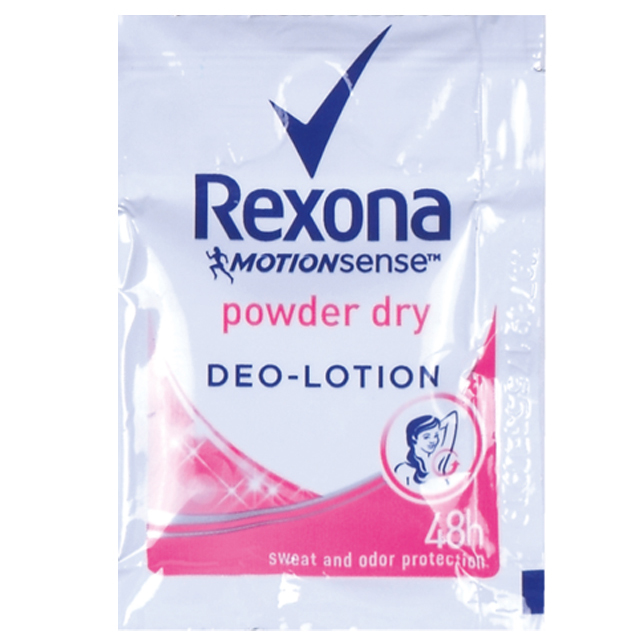 Rexona
MOTIONsense™
powder dry
DEO-LOTION
48h
sweat and odor protection